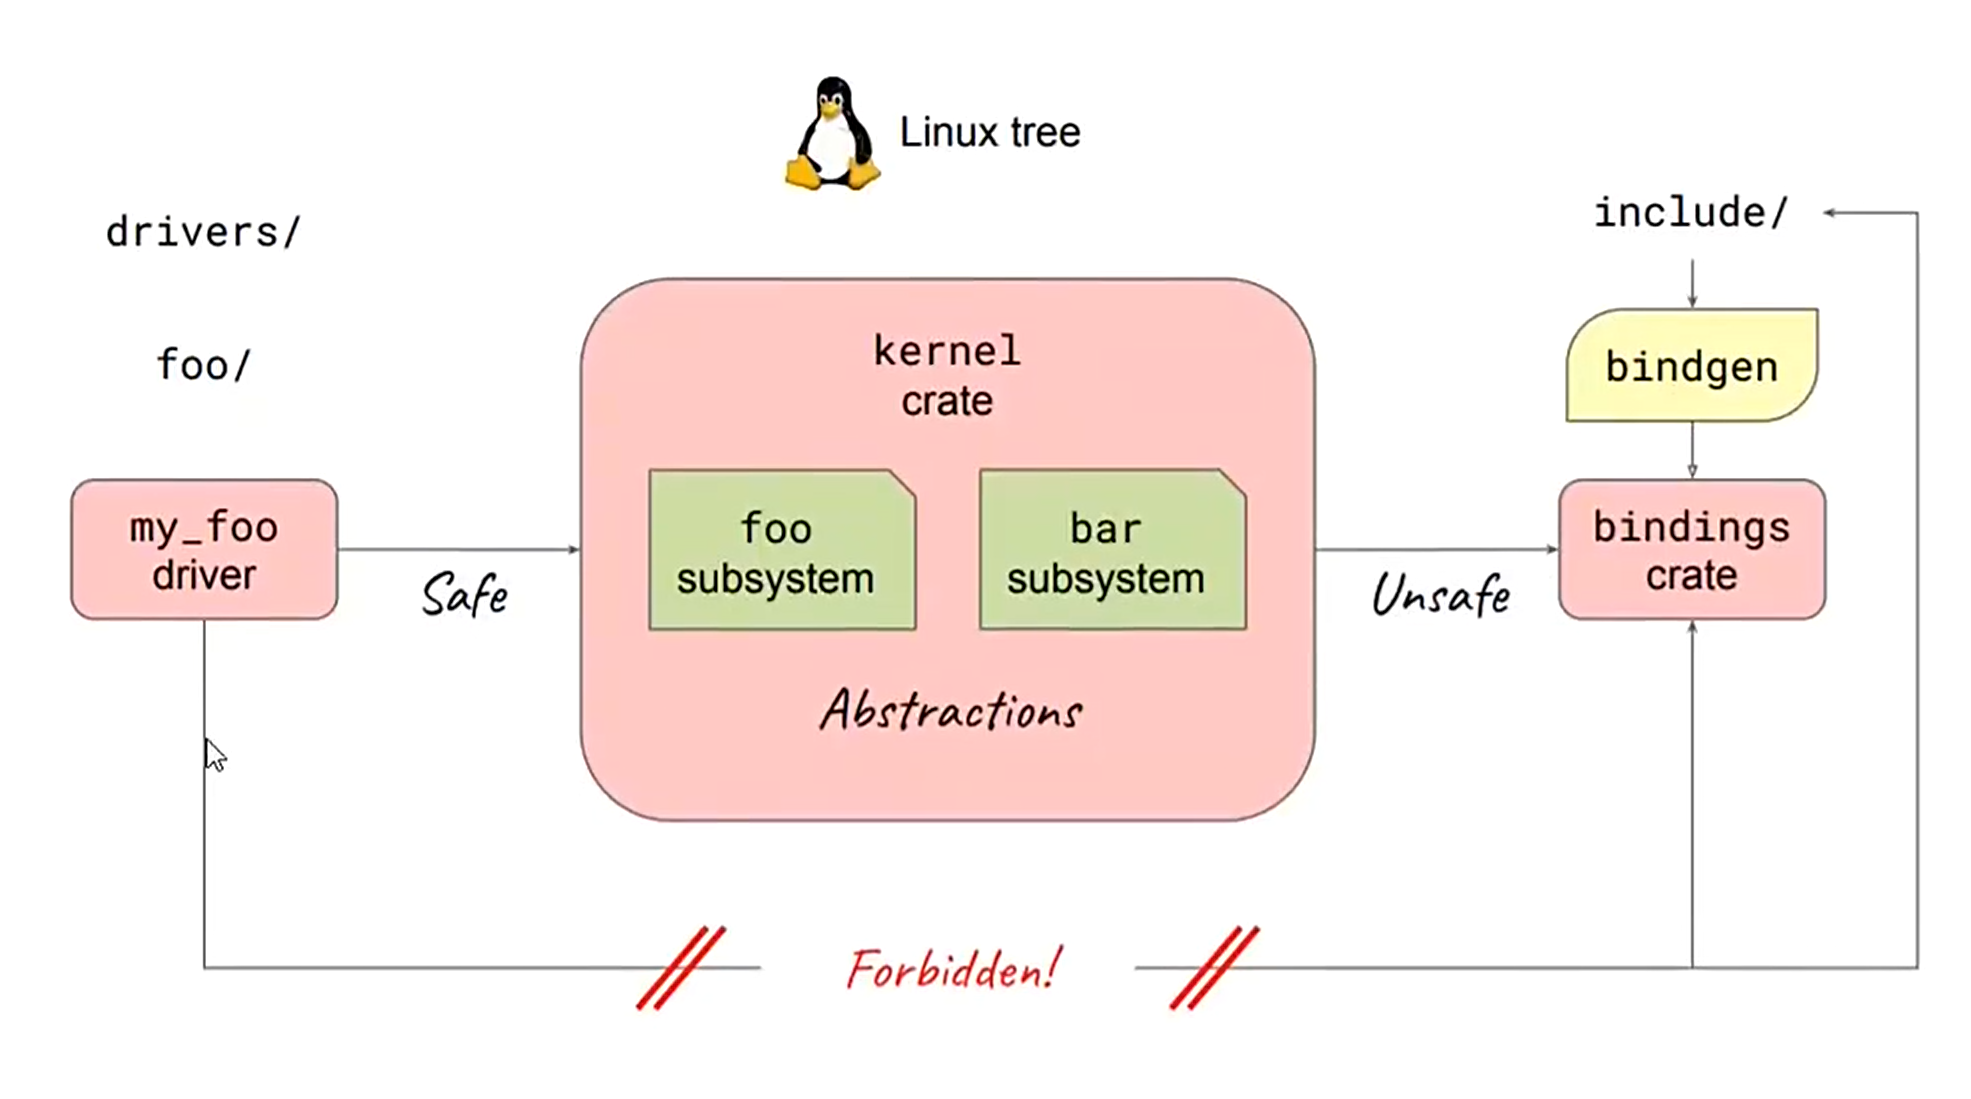 Linux tree
drivers/
foo/
my_foo
driver
Safe
kernel
crate
foo
subsystem
bar
subsystem
Abstractions
Unsafe
include/
bindgen
bindings
crate
Forbidden!